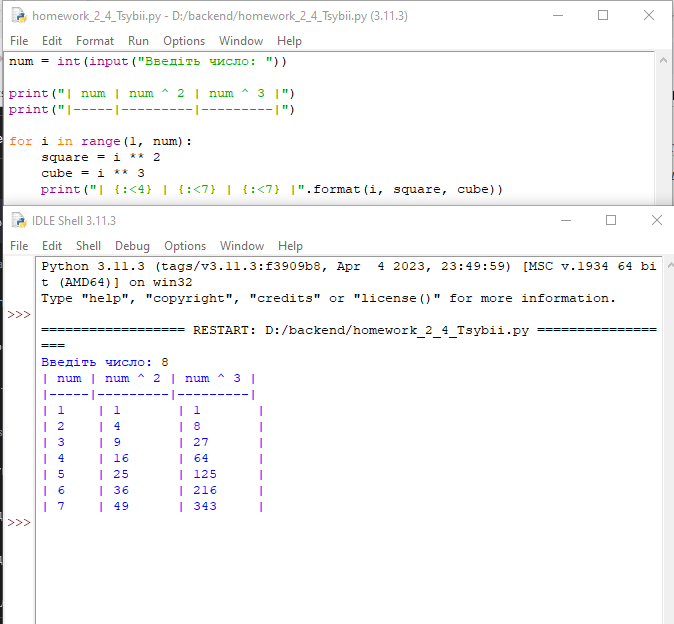 homework_2_4_Tsybii.py - D:/backend/homework_2_4_Tsybii.py (3.11.3)
File Edit Format Run Options Window Help
num = int(input("Введіть число: "))
print("| num | num ^ 2 | num ^ 3 |")
print("|-----|---------|---------|")
for i in range(1, num):
    square = i ** 2
    cube = i ** 3
    print("| {:<4} | {:<7} | {:<7} |".format(i, square, cube))
IDLE Shell 3.11.3
File Edit Shell Debug Options Window Help
Python 3.11.3 (tags/v3.11.3:f3909b8, Apr  4 2023, 23:49:59) [MSC v.1934 64 bi
t (AMD64)] on win32
Type "help", "copyright", "credits" or "license()" for more information.
>>>
================== RESTART: D:/backend/homework_2_4_Tsybii.py ===============
===
Введіть число: 8
| num | num ^ 2 | num ^ 3 |
|-----|---------|---------|
| 1    | 1       | 1       |
| 2    | 4       | 8       |
| 3    | 9       | 27      |
| 4    | 16      | 64      |
| 5    | 25      | 125     |
| 6    | 36      | 216     |
| 7    | 49      | 343     |
>>>